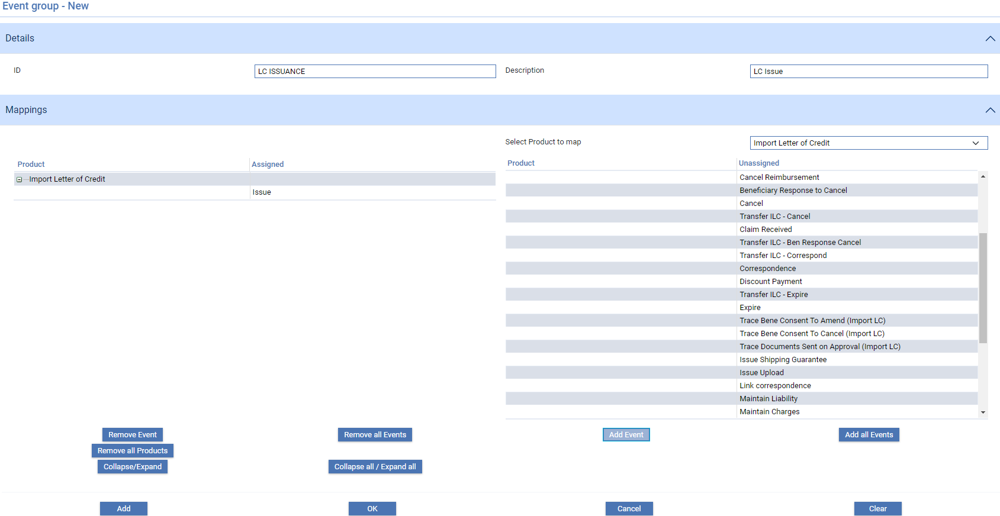 Event group - New
Details
ID LC ISSUANCE Description LC Issue
Mappings
Select Product to map Import Letter of Credit
Product Assigned
Import Letter of Credit
Issue
Product Unassigned
Cancel Reimbursement
Beneficiary Response to Cancel
Cancel
Transfer ILC - Cancel
Claim Received
Transfer ILC - Ben Response Cancel
Transfer ILC - Correspond
Correspondence
Discount Payment
Transfer ILC - Expire
Expire
Trace Bene Consent To Amend (Import LC)
Trace Bene Consent To Cancel (Import LC)
Trace Documents Sent on Approval (Import LC)
Issue Shipping Guarantee
Issue Upload
Link correspondence
Maintain Liability
Maintain Charges
Remove Event Remove all Events Add Event Add all Events
Remove all Products
Collapse/Expand Collapse all / Expand all
Add OK Cancel Clear